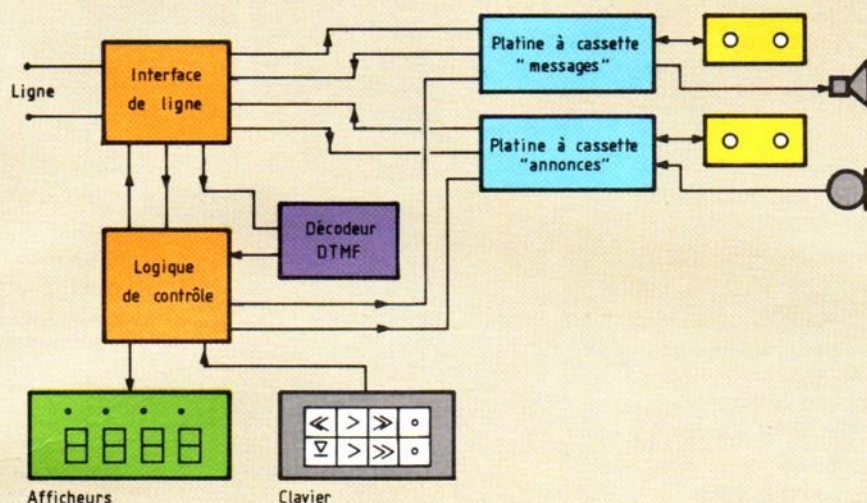 Platine à cassette
"messages"
Interface
de ligne
Ligne
Platine à cassette
"annonces"
Décodeur
DTMF
Logique
de contrôle
Afficheurs
Clavier